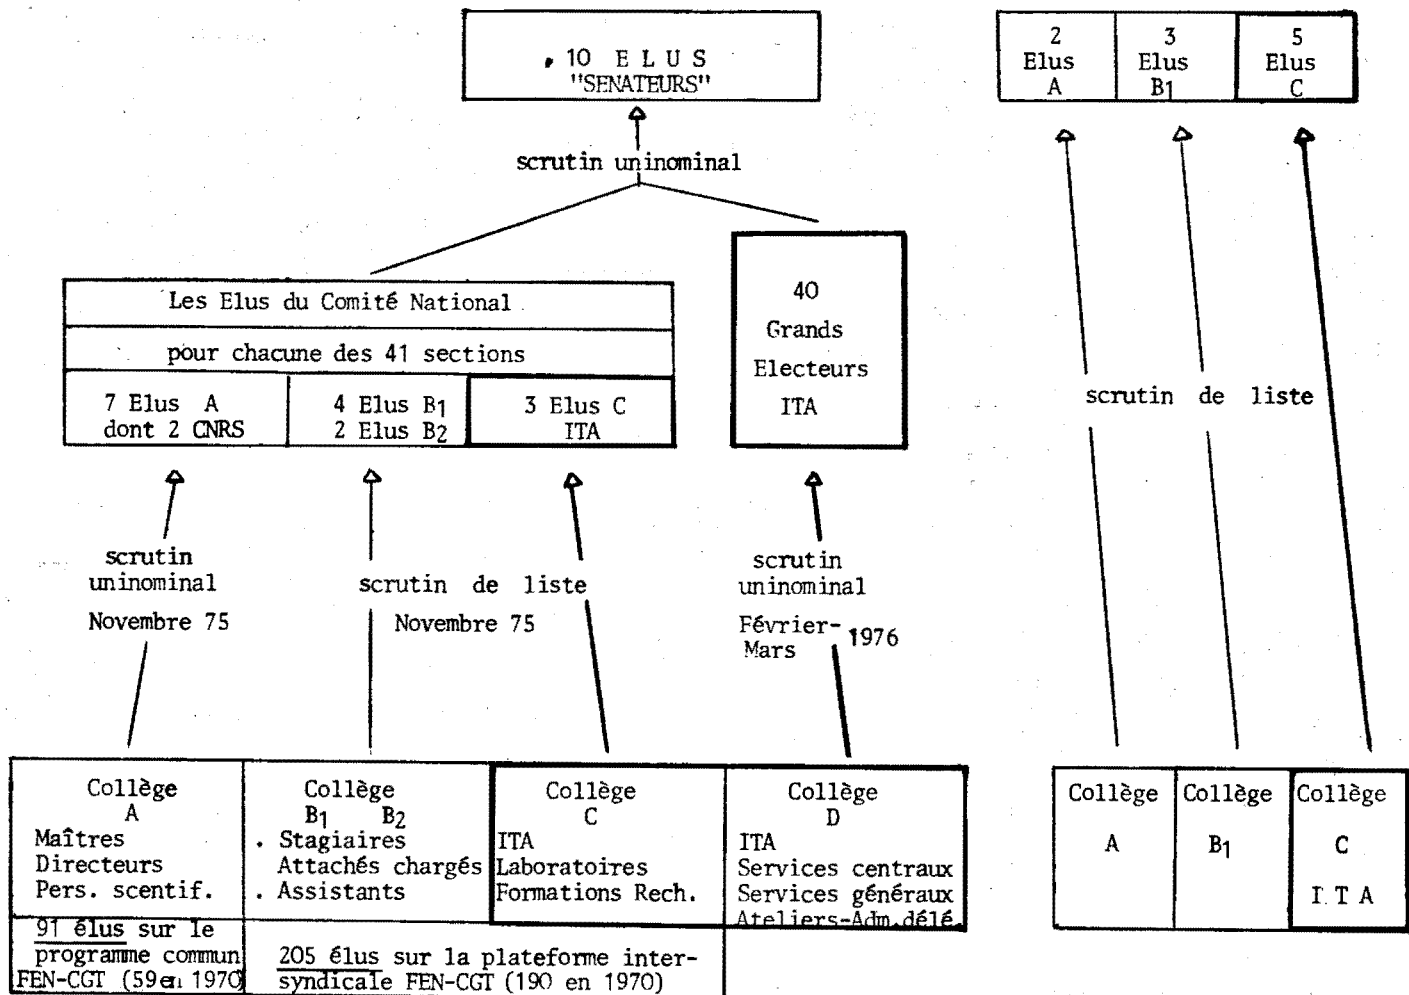 10 E L U S
"SENATEURS"
2
Elus
A
3
Elus
B1
5
Elus
C
scrutin uninominal
Les Elus du Comité National
pour chacune des 41 sections
7 Elus A
dont 2 CNRS
4 Elus B1
2 Elus B2
3 Elus C
ITA
40
Grands
Electeurs
ITA
scrutin de liste
scrutin
uninominal
Novembre 75
scrutin de liste
Novembre 75
scrutin
uninominal
Février-
Mars 1976
Collège
A
Maîtres
Directeurs
Pers. scentif.
Collège
B1 B2
. Stagiaires
Attachés chargés
. Assistants
Collège
C
ITA
Laboratoires
Formations Rech.
Collège
D
ITA
Services centraux
Services généraux
Ateliers-Adm.délé.
Collège
A
Collège
B1
Collège
C
I T A
91 élus sur le
programme commun
FEN-CGT (59 en 1970)
205 élus sur la plateforme inter-
syndicale FEN-CGT (190 en 1970)